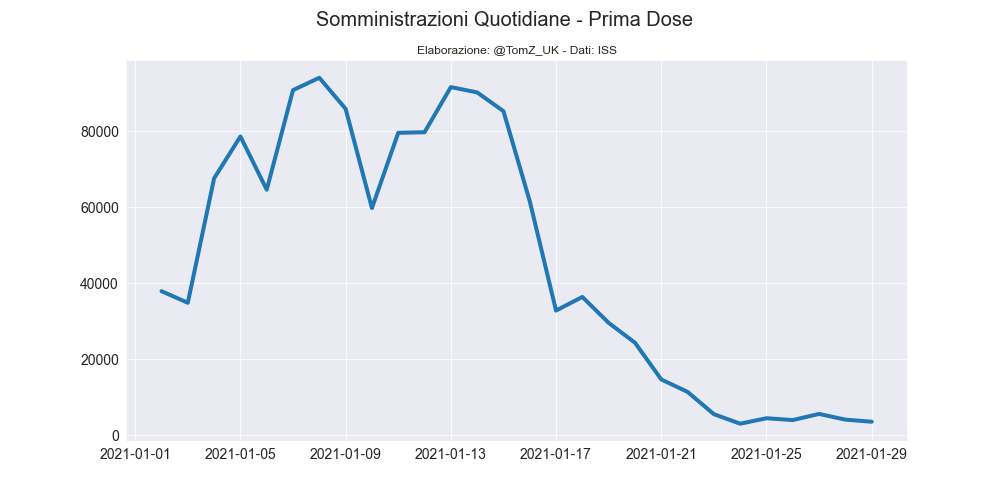 Somministrazioni Quotidiane - Prima Dose
Elaborazione: @TomZ_UK - Dati: ISS
80000
60000
40000
20000
0
2021-01-01 2021-01-05 2021-01-09 2021-01-13 2021-01-17 2021-01-21 2021-01-25 2021-01-29